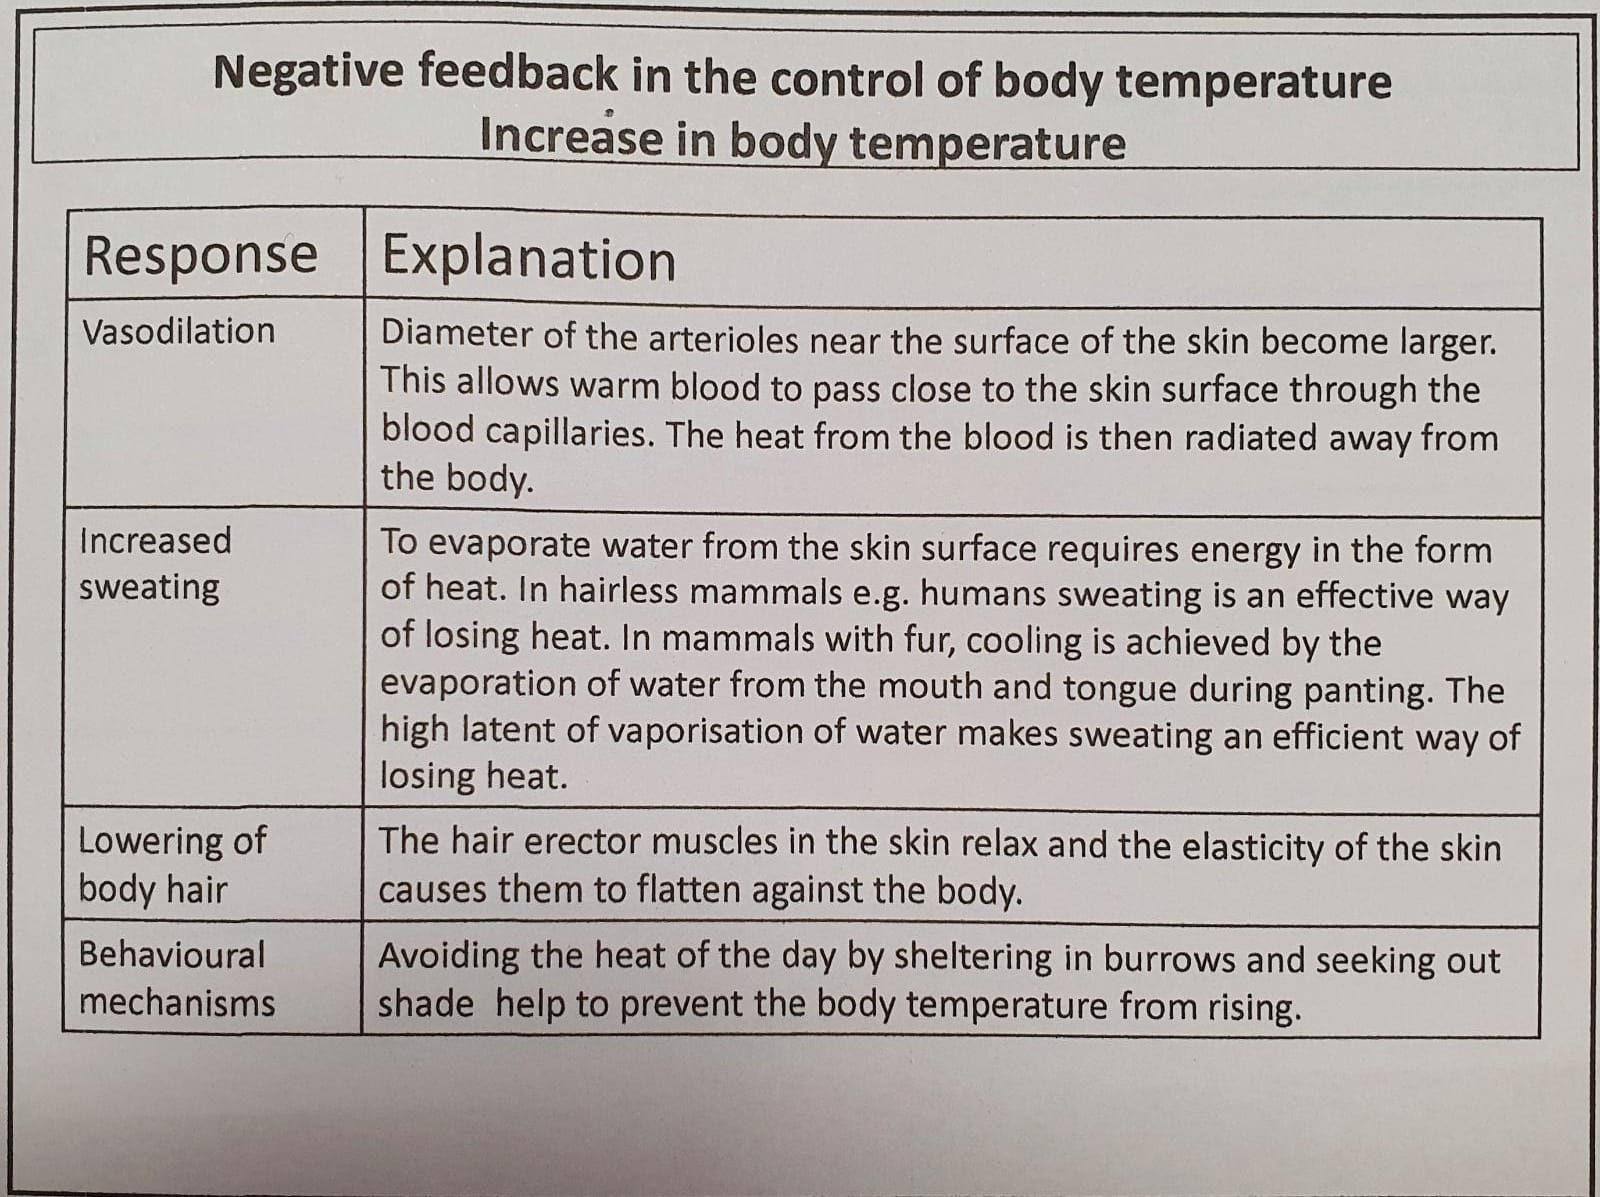 Negative feedback in the control of body temperature
Increase in body temperature
Response
Explanation
Vasodilation
Diameter of the arterioles near the surface of the skin become larger.
This allows warm blood to pass close to the skin surface through the
blood capillaries. The heat from the blood is then radiated away from
the body.
Increased
sweating
To evaporate water from the skin surface requires energy in the form
of heat. In hairless mammals e.g. humans sweating is an effective way
of losing heat. In mammals with fur, cooling is achieved by the
evaporation of water from the mouth and tongue during panting. The
high latent of vaporisation of water makes sweating an efficient way of
losing heat.
Lowering of
body hair
The hair erector muscles in the skin relax and the elasticity of the skin
causes them to flatten against the body.
Behavioural
mechanisms
Avoiding the heat of the day by sheltering in burrows and seeking out
shade  help to prevent the body temperature from rising.